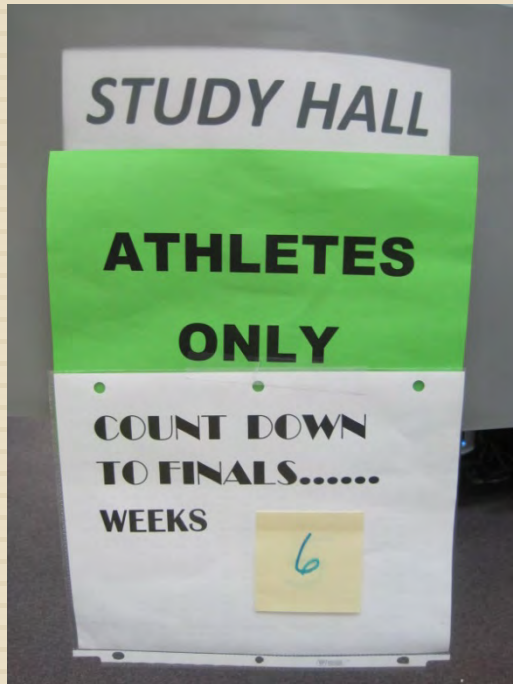 STUDY HALL
ATHLETES
ONLY
COUNT DOWN
TO FINALS......
WEEKS
6